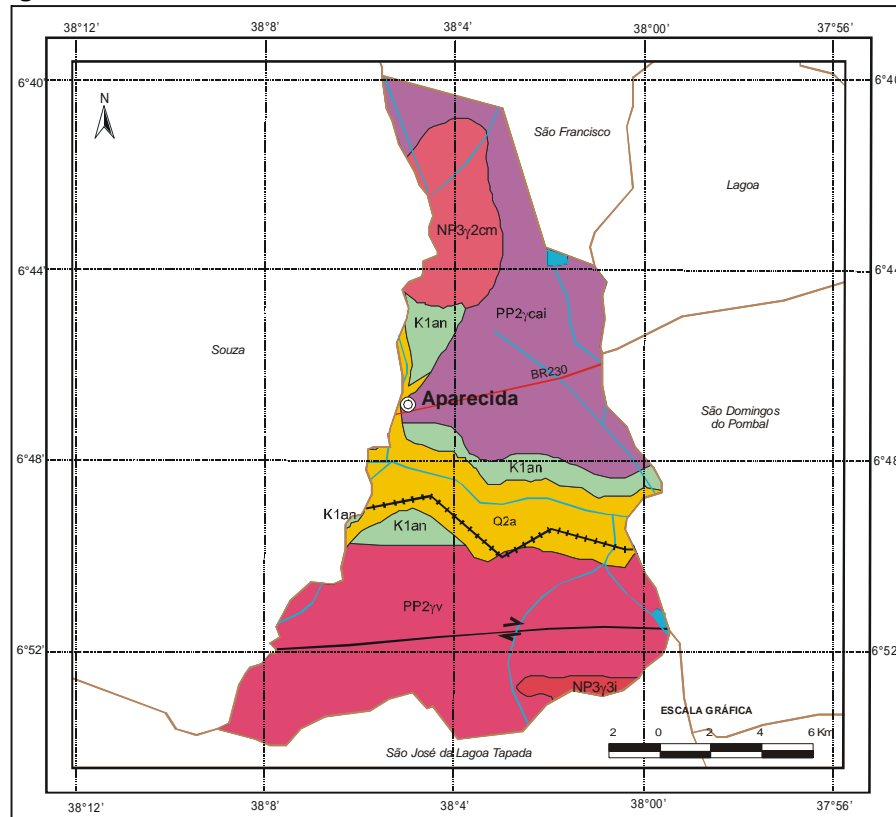 38°12' 38°8' 38°4' 38°00' 37°56'
6°40' 6°4
N
São Francisco
Lagoa
NP3γ2cm
6°44' 6°4
PP2γcai
K1an
Souza
BR230
Aparecida
São Domingos
do Pombal
6°48' 6°48'
K1an
K1an
Q2a
K1an
PP2γv
6°52' 6°52'
NP3γ3i
ESCALA GRÁFICA
2 0 2 4 6 Km
São José da Lagoa Tapada
38°12' 38°8' 38°4' 38°00' 37°56'